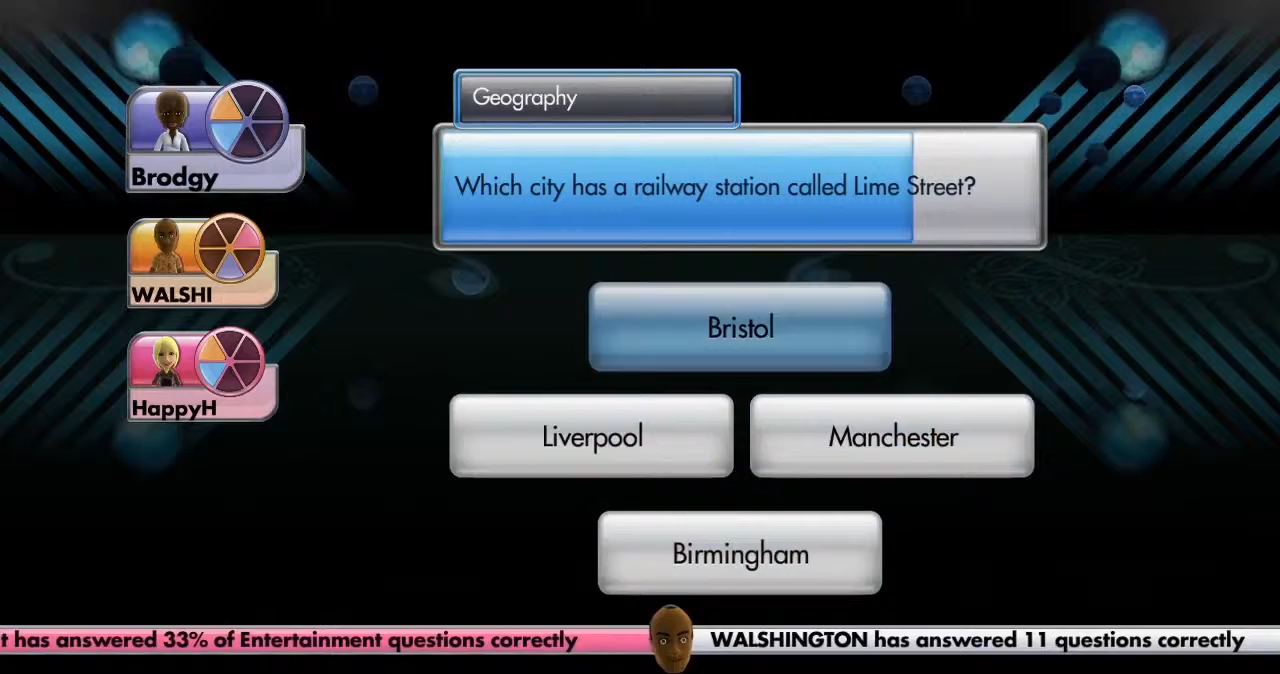 Geography
Which city has a railway station called Lime Street?
Brodgy
WALSHI
HappyH
Bristol
Liverpool
Manchester
Birmingham
t has answered 33% of Entertainment questions correctly
WALSHINGTON has answered 11 questions correctly